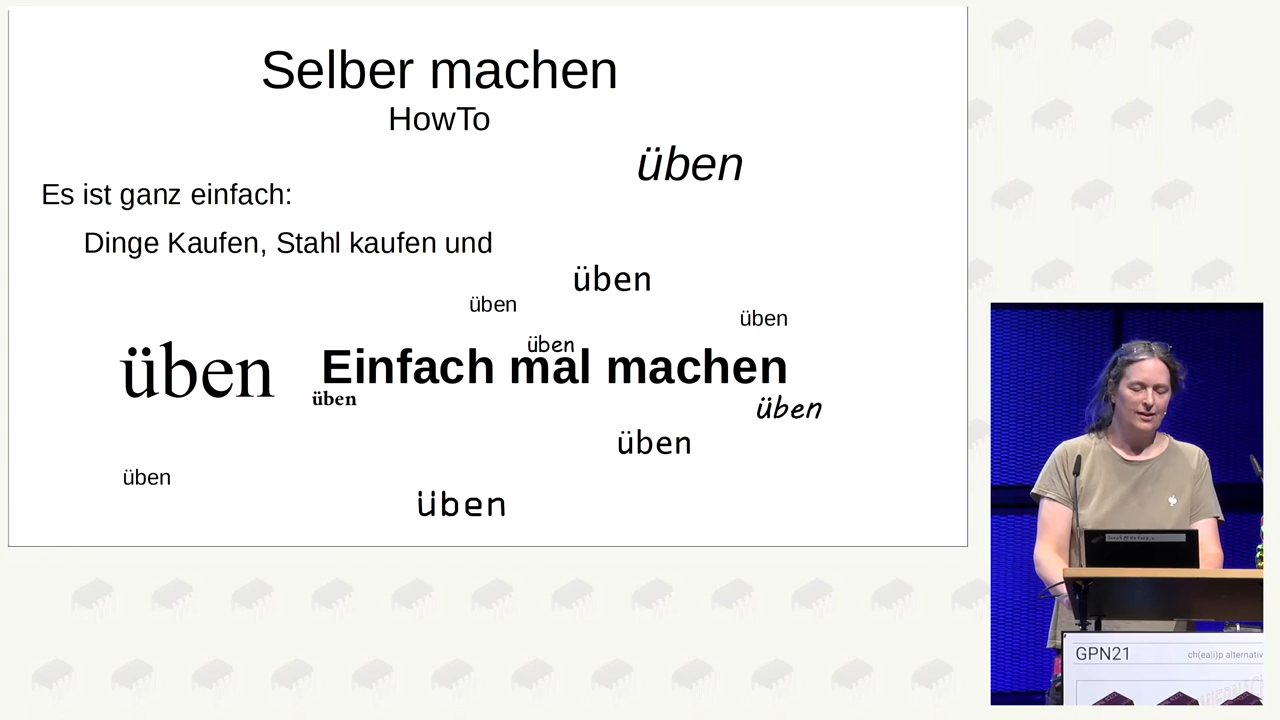 Selber machen
HowTo
üben
Es ist ganz einfach:
Dinge Kaufen, Stahl kaufen und
üben
üben
üben
üben
üben
Einfach mal machen
üben
üben
üben
üben
üben
GPN21
ch(ea|i)p alternativ